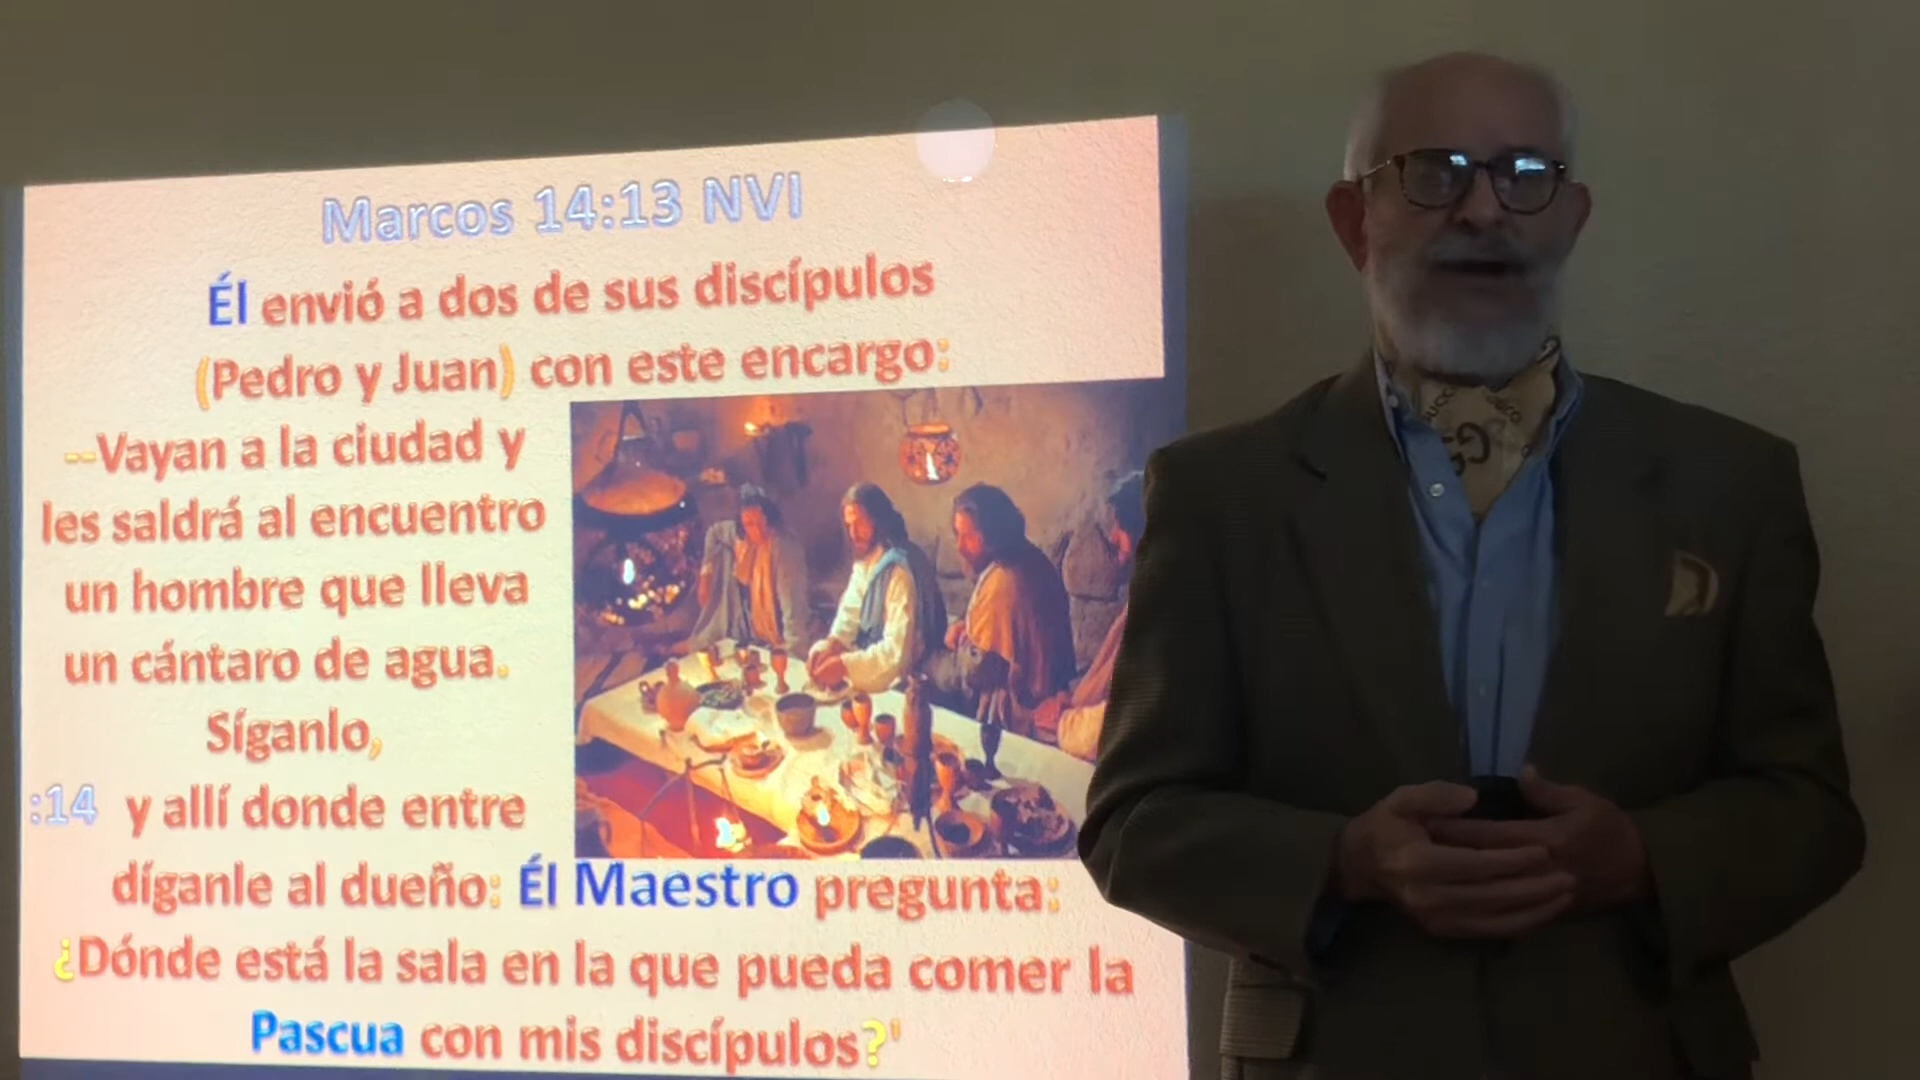 Marcos 14:13 NVI
Él envió a dos de sus discípulos
(Pedro y Juan) con este encargo:
--Vayan a la ciudad y
les saldrá al encuentro
un hombre que lleva
un cántaro de agua.
Síganlo,
:14 y allí donde entre
díganle al dueño: Él Maestro pregunta:
¿Dónde está la sala en la que pueda comer la
Pascua con mis discípulos?'